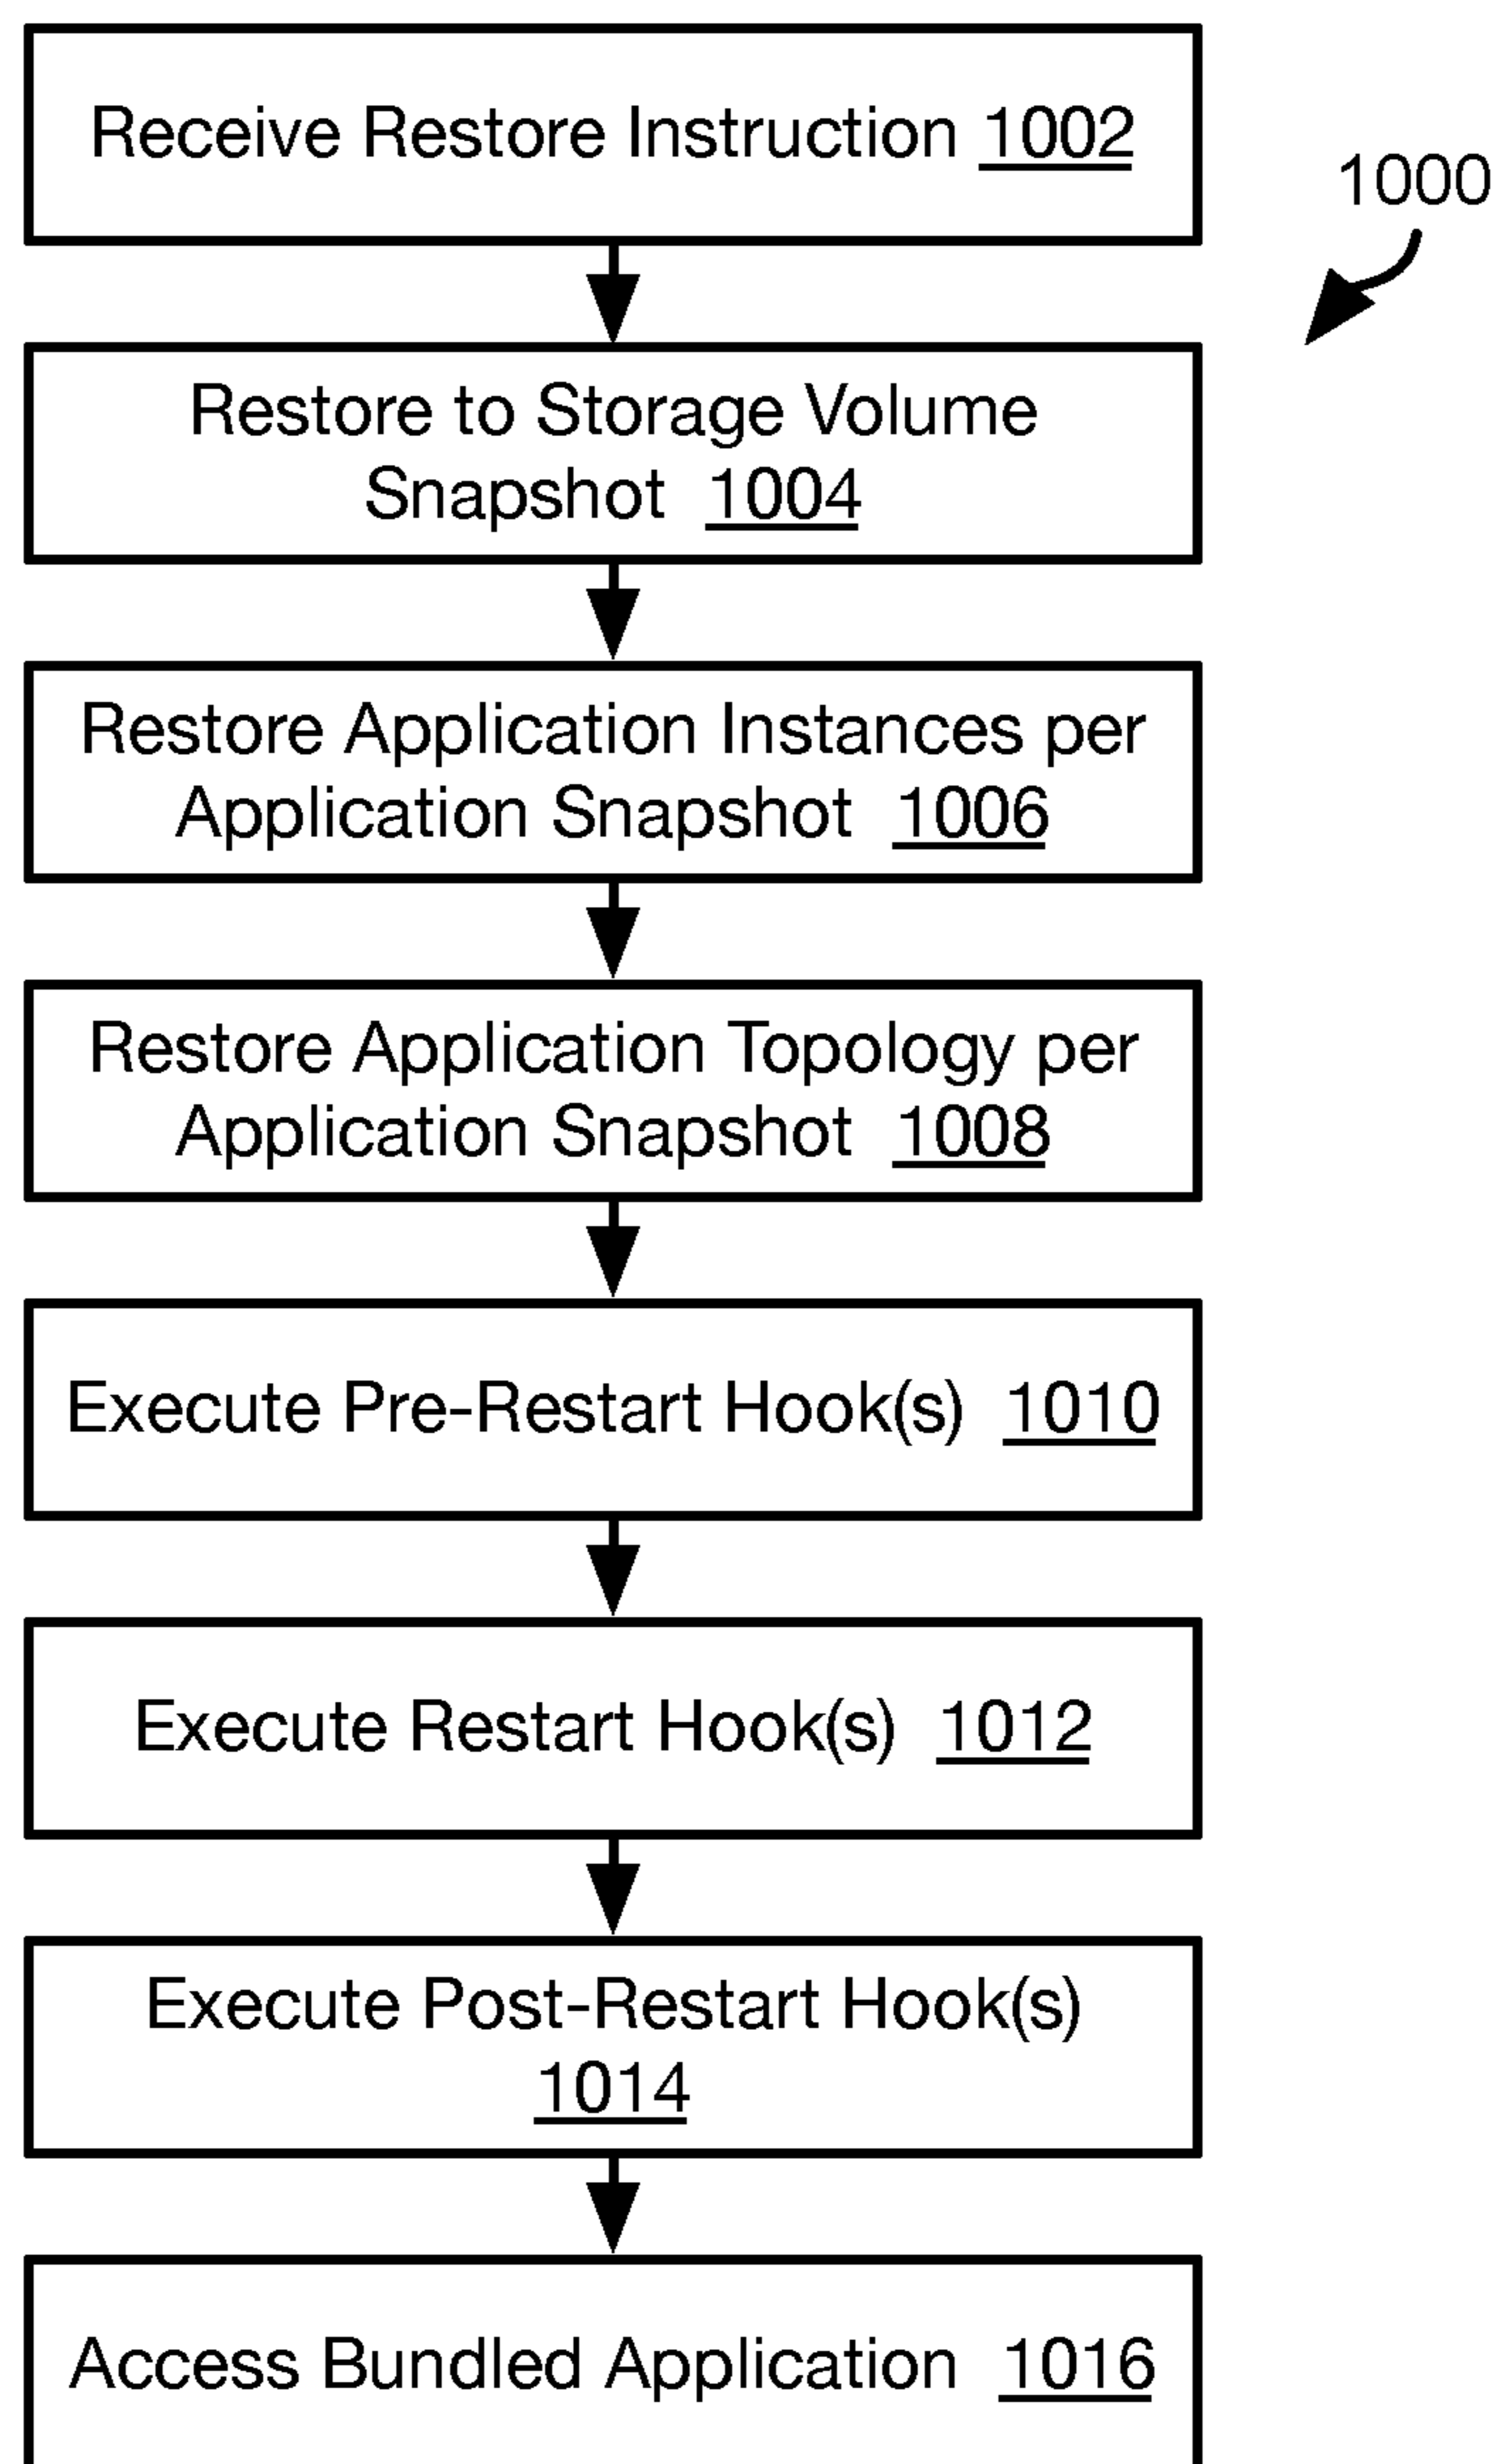 Receive Restore Instruction 1002
1000
Restore to Storage Volume
Snapshot 1004
Restore Application Instances per
Application Snapshot 1006
Restore Application Topology per
Application Snapshot 1008
Execute Pre-Restart Hook(s) 1010
Execute Restart Hook(s) 1012
Execute Post-Restart Hook(s)
1014
Access Bundled Application 1016